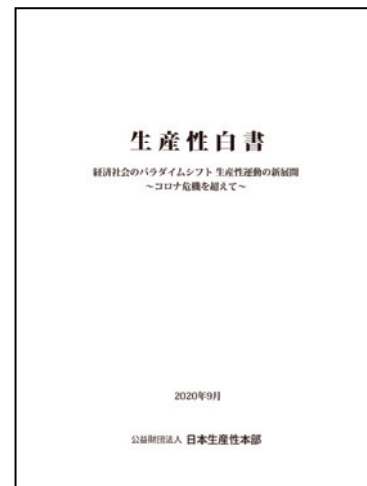 生産性白書
経済社会のパラダイムシフト 生産性運動の新展開
～コロナ危機を超えて～
2020年9月
公益財団法人 日本生産性本部